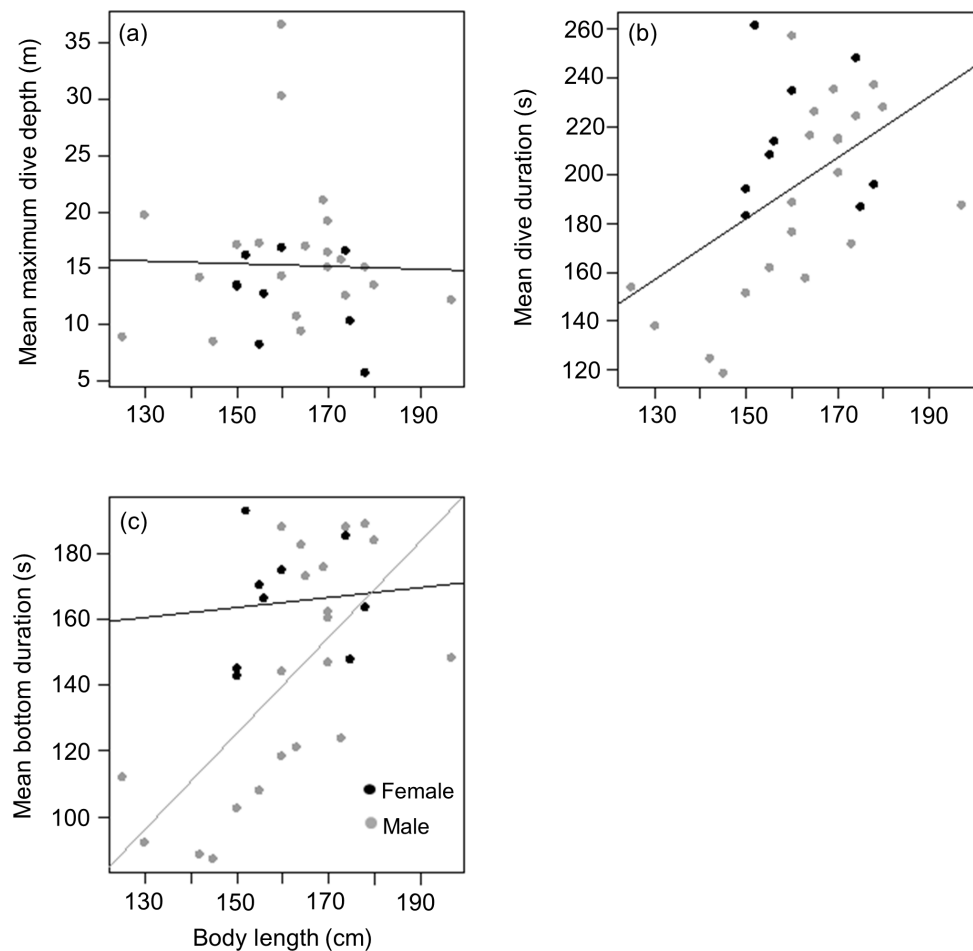 (a)
Mean maximum dive depth (m)
35
30
25
20
15
10
5
130 150 170 190
(b)
Mean dive duration (s)
260
240
220
200
180
160
140
120
130 150 170 190
(c)
Mean bottom duration (s)
180
160
140
120
100
Female
Male
130 150 170 190
Body length (cm)